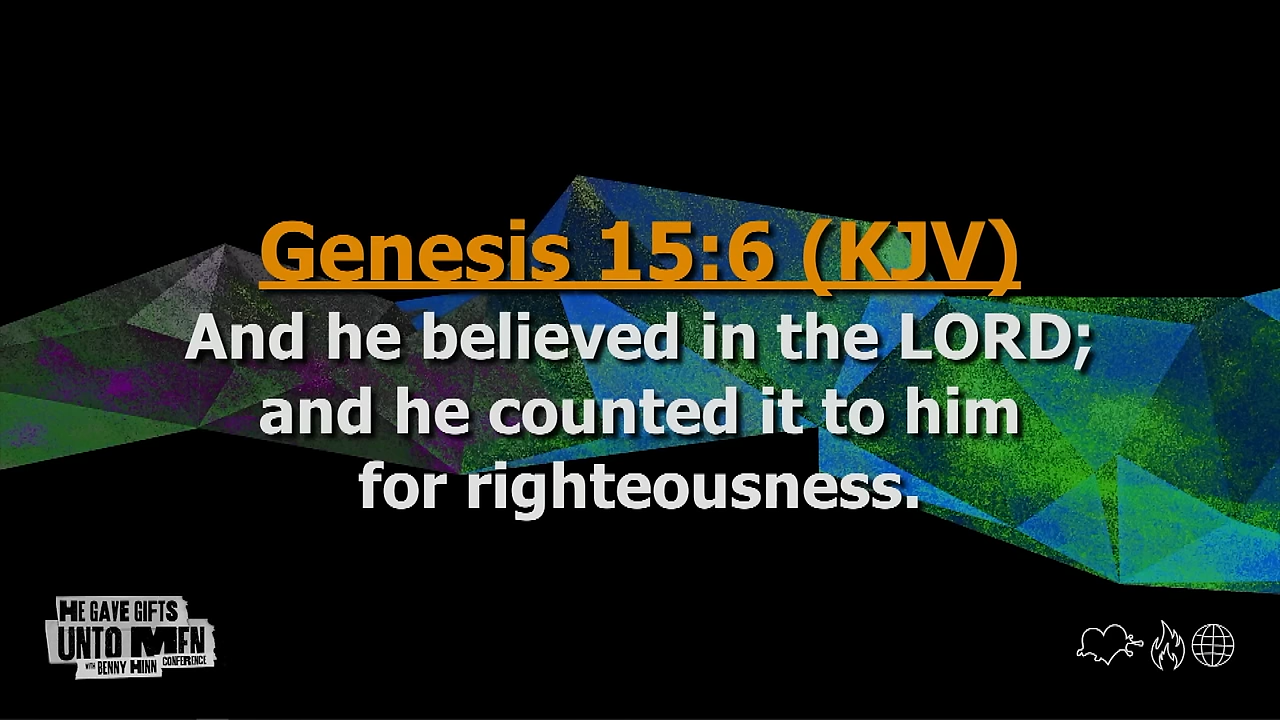 Genesis 15:6 (KJV)
And he believed in the LORD;
and he counted it to him
for righteousness.
HE GAVE GIFTS
UNTO MEN
WITH BENNY HINN CONFERENCE